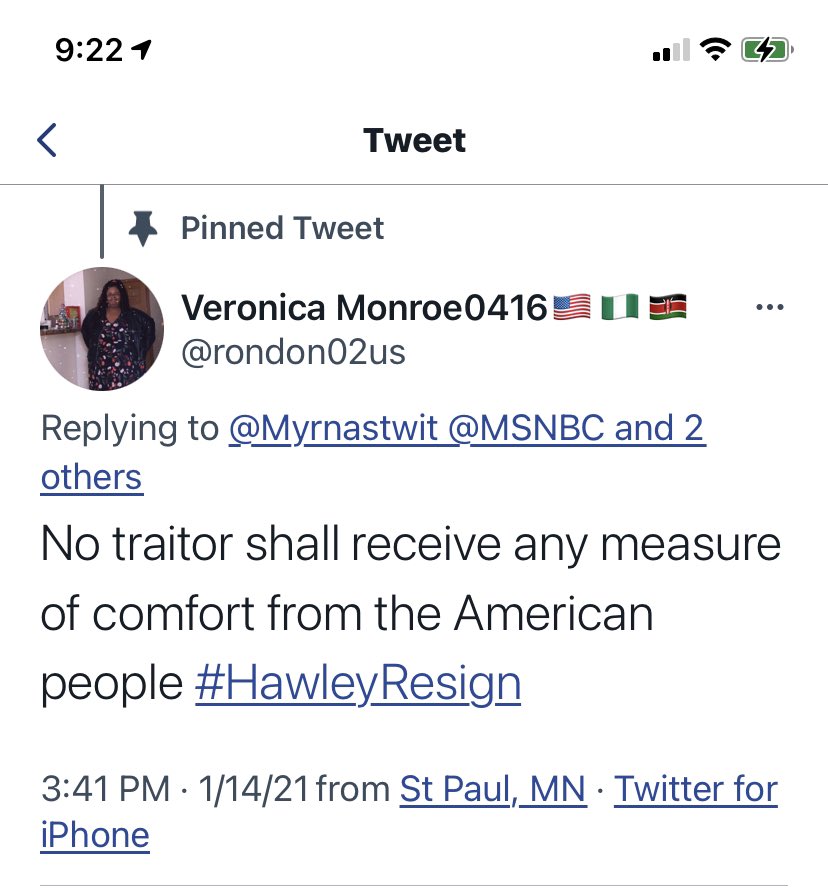 9:22
Tweet
Pinned Tweet
Veronica Monroe0416🇺🇸🇳🇬🇰🇪
@rondon02us
Replying to @Myrnastwit @MSNBC and 2
others
No traitor shall receive any measure
of comfort from the American
people #HawleyResign
3:41 PM · 1/14/21 from St Paul, MN · Twitter for
iPhone